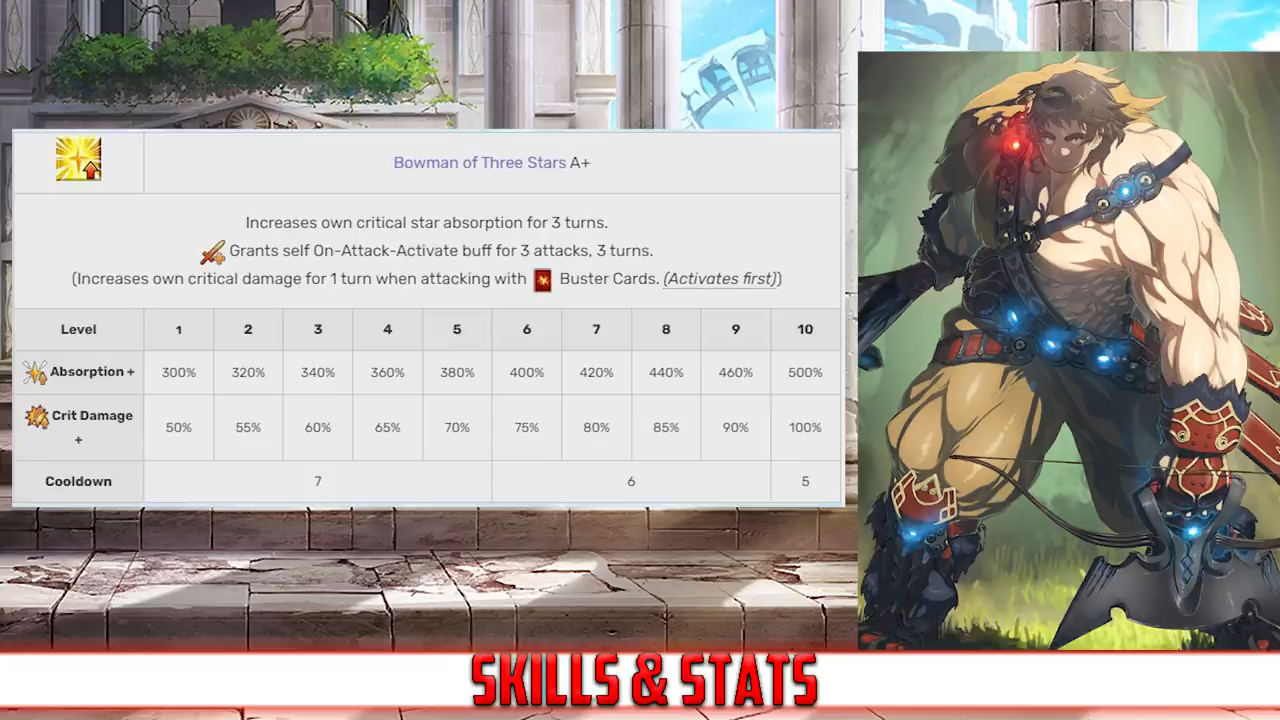 Bowman of Three Stars A+
Increases own critical star absorption for 3 turns.
Grants self On-Attack-Activate buff for 3 attacks, 3 turns.
(Increases own critical damage for 1 turn when attacking with Buster Cards. (Activates first))
Level 1 2 3 4 5 6 7 8 9 10
Absorption + 300% 320% 340% 360% 380% 400% 420% 440% 460% 500%
Crit Damage
+ 50% 55% 60% 65% 70% 75% 80% 85% 90% 100%
Cooldown 7 6 5
SKILLS & STATS